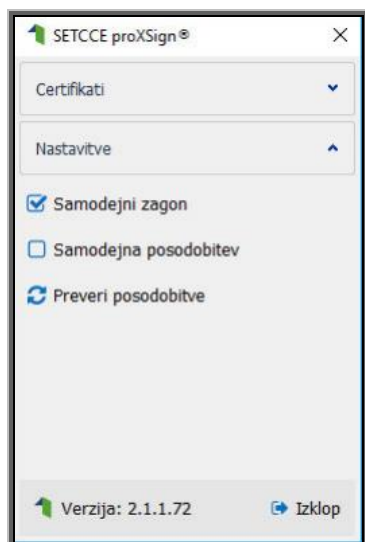 SETCCE proXSign®
Certifikati
Nastavitve
Samodejni zagon
Samodejna posodobitev
Preveri posodobitve
Verzija: 2.1.1.72 Izklop